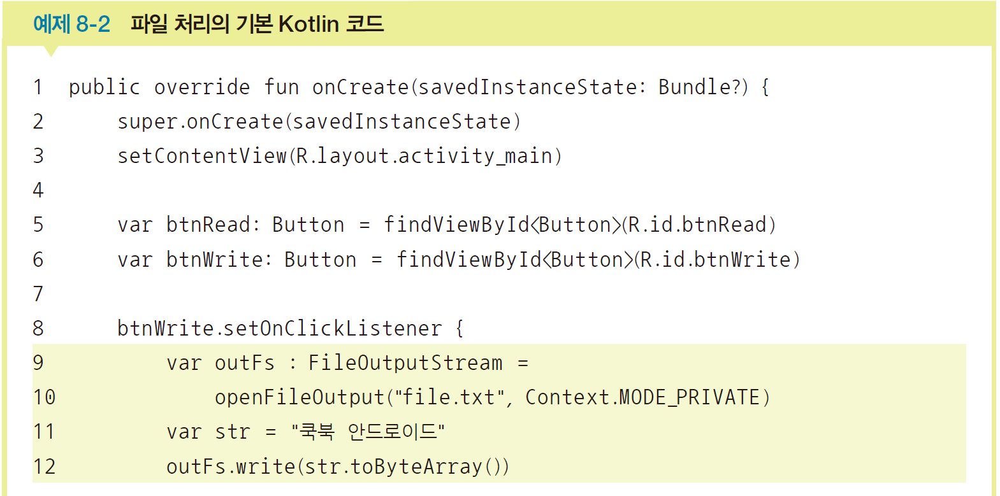 예제 8-2 파일 처리의 기본 Kotlin 코드
1 public override fun onCreate(savedInstanceState: Bundle?) {
2 super.onCreate(savedInstanceState)
3 setContentView(R.layout.activity_main)
4
5 var btnRead: Button = findViewById<Button>(R.id.btnRead)
6 var btnWrite: Button = findViewById<Button>(R.id.btnWrite)
7
8 btnWrite.setOnClickListener {
9 var outFs : FileOutputStream =
10 openFileOutput("file.txt", Context.MODE_PRIVATE)
11 var str = "쿡북 안드로이드"
12 outFs.write(str.toByteArray())